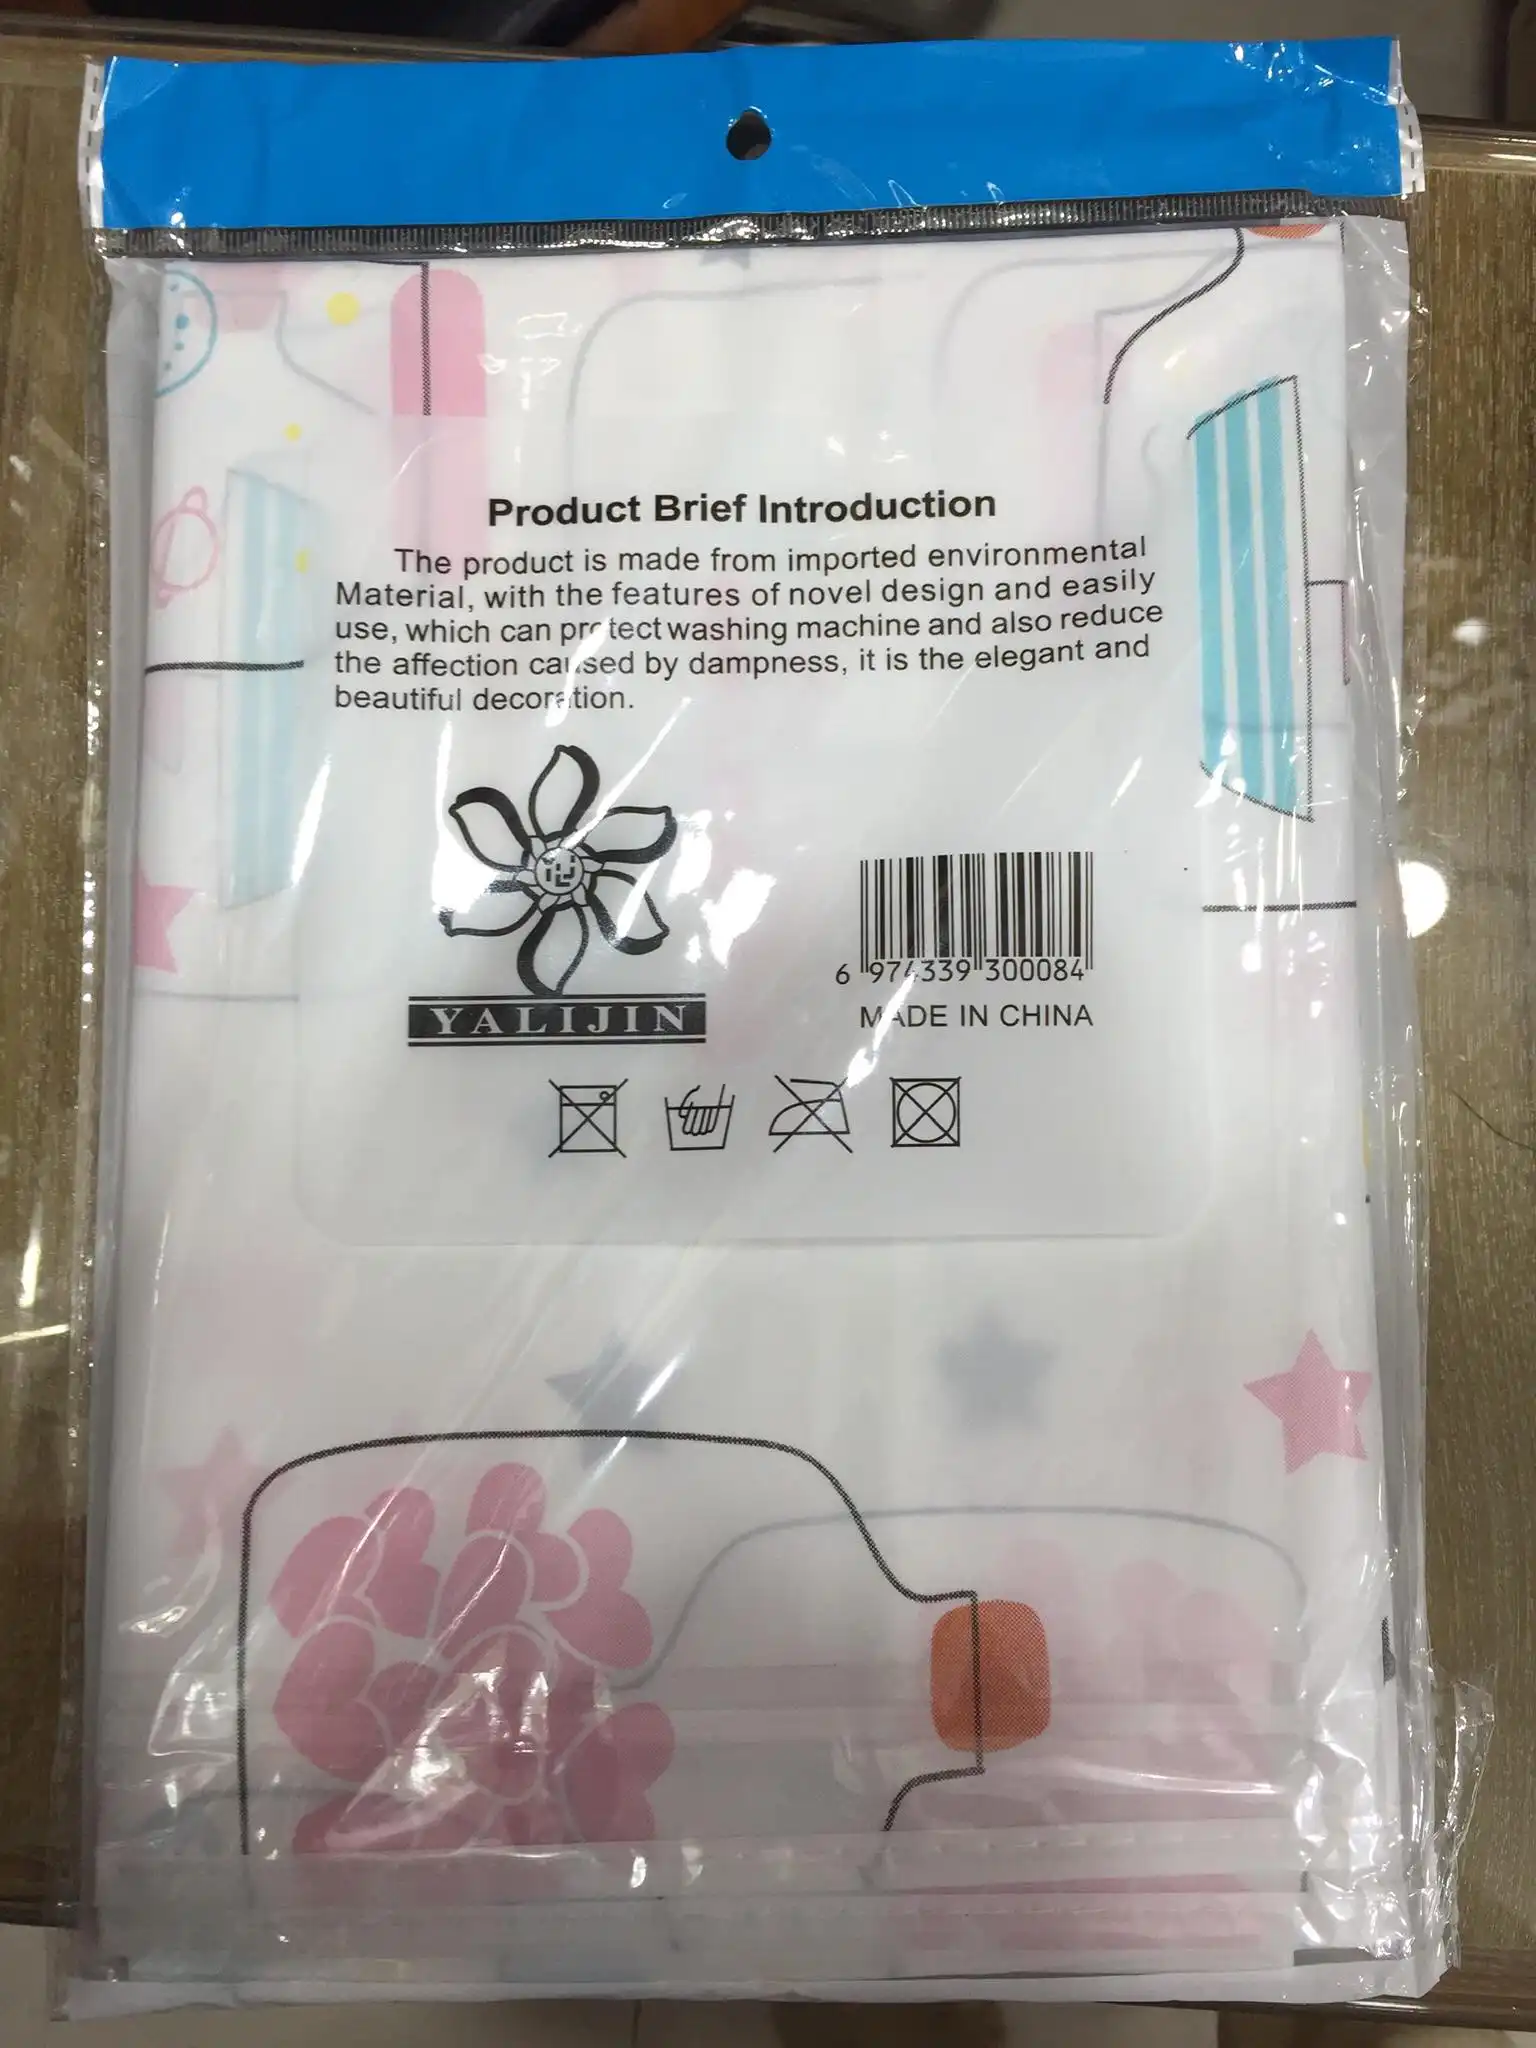 Product Brief Introduction
The product is made from imported environmental
Material, with the features of novel design and easily
use, which can protect washing machine and also reduce
the affection caused by dampness, it is the elegant and
beautiful decoration.
YALIJIN
6 974339 300084
MADE IN CHINA